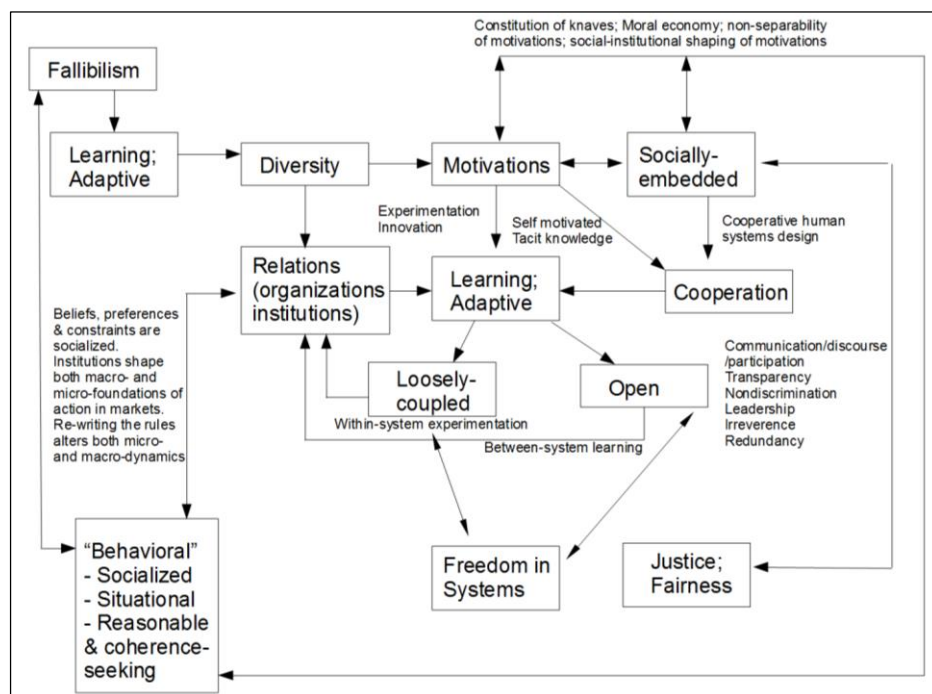 Constitution of knaves; Moral economy; non-separability
of motivations; social-institutional shaping of motivations
Fallibilism
Learning;
Adaptive
Diversity
Motivations
Socially-
embedded
Experimentation
Innovation
Self motivated
Tacit knowledge
Cooperative human
systems design
Relations
(organizations
institutions)
Learning;
Adaptive
Cooperation
Beliefs, preferences
& constraints are
socialized.
Institutions shape
both macro- and
micro-foundations of
action in markets.
Re-writing the rules
alters both micro-
and macro-dynamics
Loosely-
coupled
Open
Communication/discourse
/participation
Transparency
Nondiscrimination
Leadership
Irreverence
Redundancy
Within-system experimentation
Between-system learning
"Behavioral"
- Socialized
- Situational
- Reasonable
& coherence-
seeking
Freedom in
Systems
Justice;
Fairness